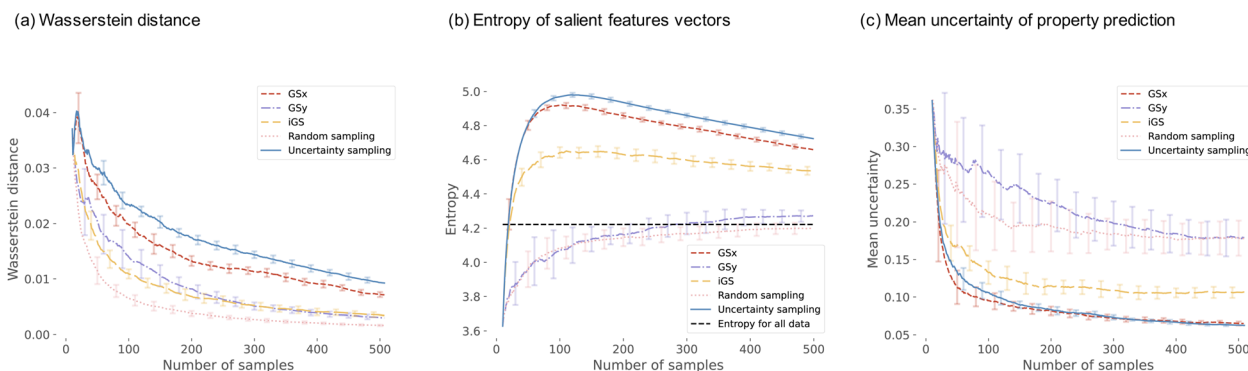 (a) Wasserstein distance
(b) Entropy of salient features vectors
(c) Mean uncertainty of property prediction
Wasserstein distance
0.04
0.03
0.02
0.01
0.00
0
100
200
300
400
500
Number of samples
GSx
GSy
iGS
Random sampling
Uncertainty sampling
Entropy
5.0
4.8
4.6
4.4
4.2
4.0
3.8
3.6
0
100
200
300
400
500
Number of samples
GSx
GSy
iGS
Random sampling
Uncertainty sampling
Entropy for all data
Mean uncertainty
0.35
0.30
0.25
0.20
0.15
0.10
0.05
0
100
200
300
400
500
Number of samples
GSx
GSy
iGS
Random sampling
Uncertainty sampling